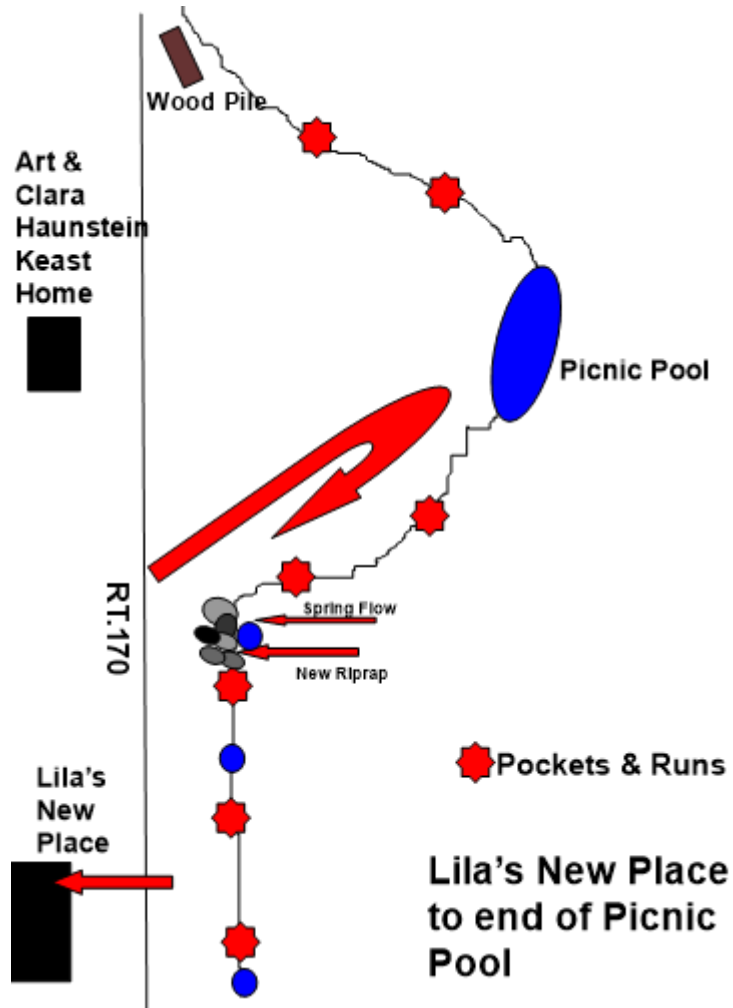 Wood Pile
Art &
Clara
Haunstein
Keast
Home
Picnic Pool
RT.170
Spring Flow
New Riprap
Pockets & Runs
Lila's
New
Place
Lila's New Place
to end of Picnic
Pool